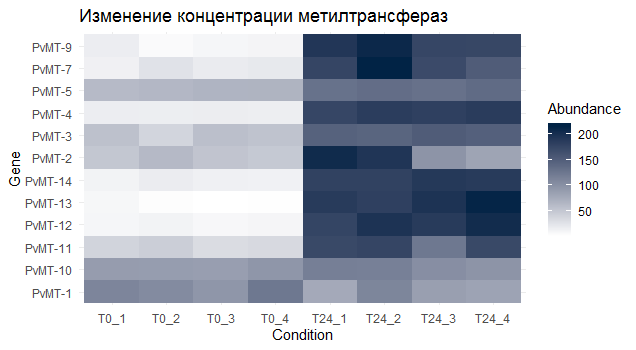 Изменение концентрации метилтрансфераз
PvMT-9
PvMT-7
PvMT-5
PvMT-4
PvMT-3
PvMT-2
PvMT-14
PvMT-13
PvMT-12
PvMT-11
PvMT-10
PvMT-1
Gene
T0_1 T0_2 T0_3 T0_4 T24_1 T24_2 T24_3 T24_4
Condition
Abundance
200
150
100
50